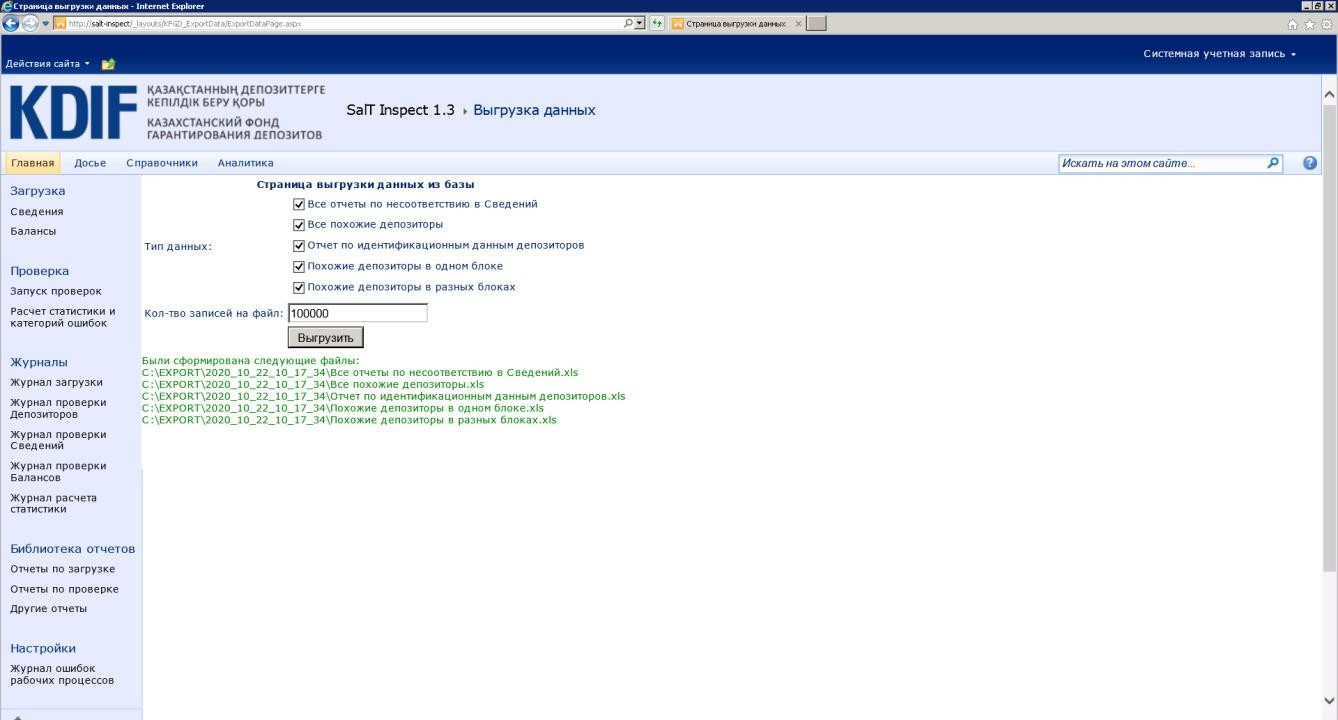 Страница выгрузки данных - Internet Explorer
http://salt-inspect/_layouts/KFGD_ExportData/ExportDataPage.aspx
Страница выгрузки данных
Системная учетная запись
Действия сайта
KDIF
ҚАЗАҚСТАННЫҢ ДЕПОЗИТТЕРГЕ
КЕПІЛДІК БЕРУ ҚОРЫ
КАЗАХСТАНСКИЙ ФОНД
ГАРАНТИРОВАНИЯ ДЕПОЗИТОВ
SalT Inspect 1.3 Выгрузка данных
Главная Досье Справочники Аналитика
Искать на этом сайте...
Загрузка
Сведения
Балансы
Проверка
Запуск проверок
Расчет статистики и
категорий ошибок
Журналы
Журнал загрузки
Журнал проверки
Депозиторов
Журнал проверки
Сведений
Журнал проверки
Балансов
Журнал расчета
статистики
Библиотека отчетов
Отчеты по загрузке
Отчеты по проверке
Другие отчеты
Настройки
Журнал ошибок
рабочих процессов
Страница выгрузки данных из базы
Тип данных:
Все отчеты по несоответствию в Сведений
Все похожие депозиторы
Отчет по идентификационным данным депозиторов
Похожие депозиторы в одном блоке
Похожие депозиторы в разных блоках
Кол-тво записей на файл: 100000
Выгрузить
Были сформирована следующие файлы:
C:\EXPORT\2020_10_22_10_17_34\Все отчеты по несоответствию в Сведений.xls
C:\EXPORT\2020_10_22_10_17_34\Все похожие депозиторы.xls
C:\EXPORT\2020_10_22_10_17_34\Отчет по идентификационным данным депозиторов.xls
C:\EXPORT\2020_10_22_10_17_34\Похожие депозиторы в одном блоке.xls
C:\EXPORT\2020_10_22_10_17_34\Похожие депозиторы в разных блоках.xls